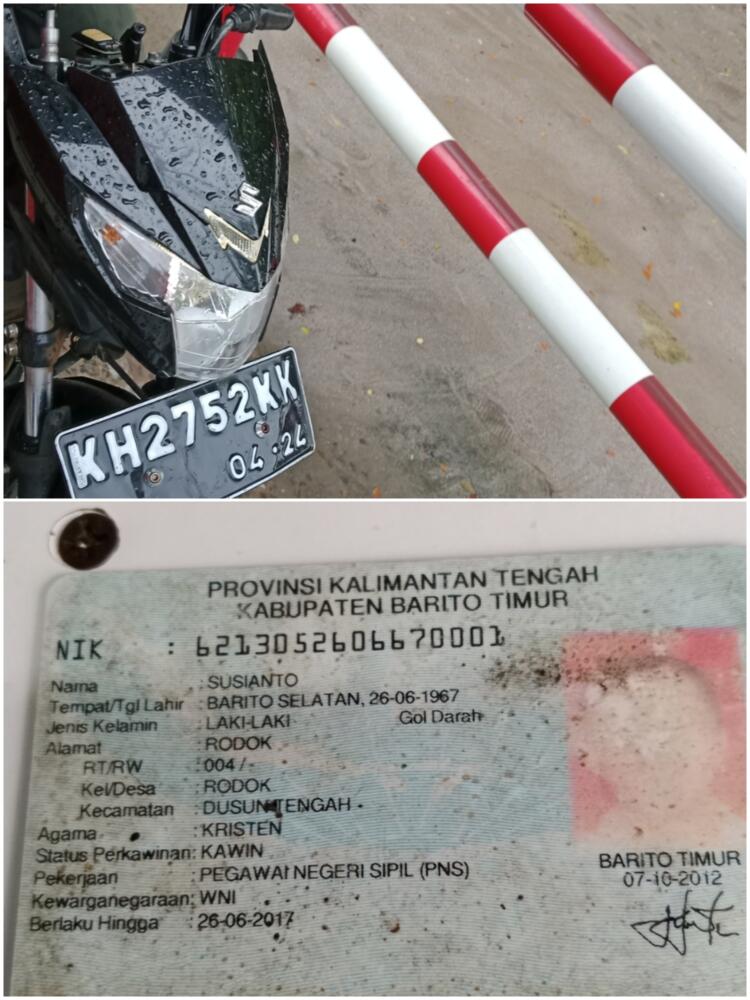 KH2752KK
04·24
PROVINSI KALIMANTAN TENGAH
KABUPATEN BARITO TIMUR
NIK : 6213052606670001
Nama : SUSIANTO
Tempat/Tgl Lahir : BARITO SELATAN, 26-06-1967
Jenis Kelamin : LAKI-LAKI Gol Darah
Alamat : RODOK
RT/RW : 004 / -
Kel/Desa : RODOK
Kecamatan : DUSUN TENGAH
Agama : KRISTEN
Status Perkawinan: KAWIN
Pekerjaan : PEGAWAI NEGERI SIPIL (PNS)
Kewarganegaraan: WNI
Berlaku Hingga : 26-06-2017
BARITO TIMUR
07-10-2012